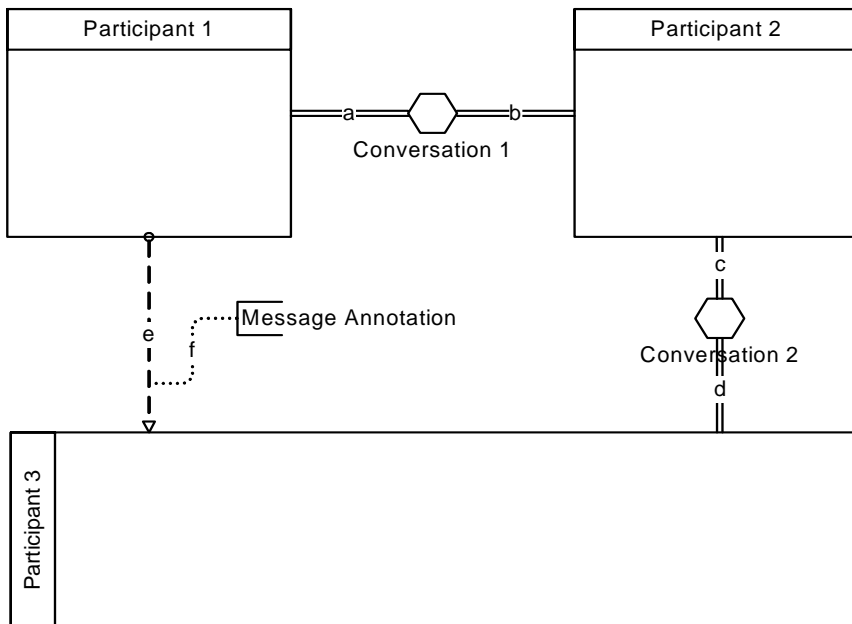 Participant 1
Participant 2
a
b
Conversation 1
c
e
f
Message Annotation
Conversation 2
d
Participant 3